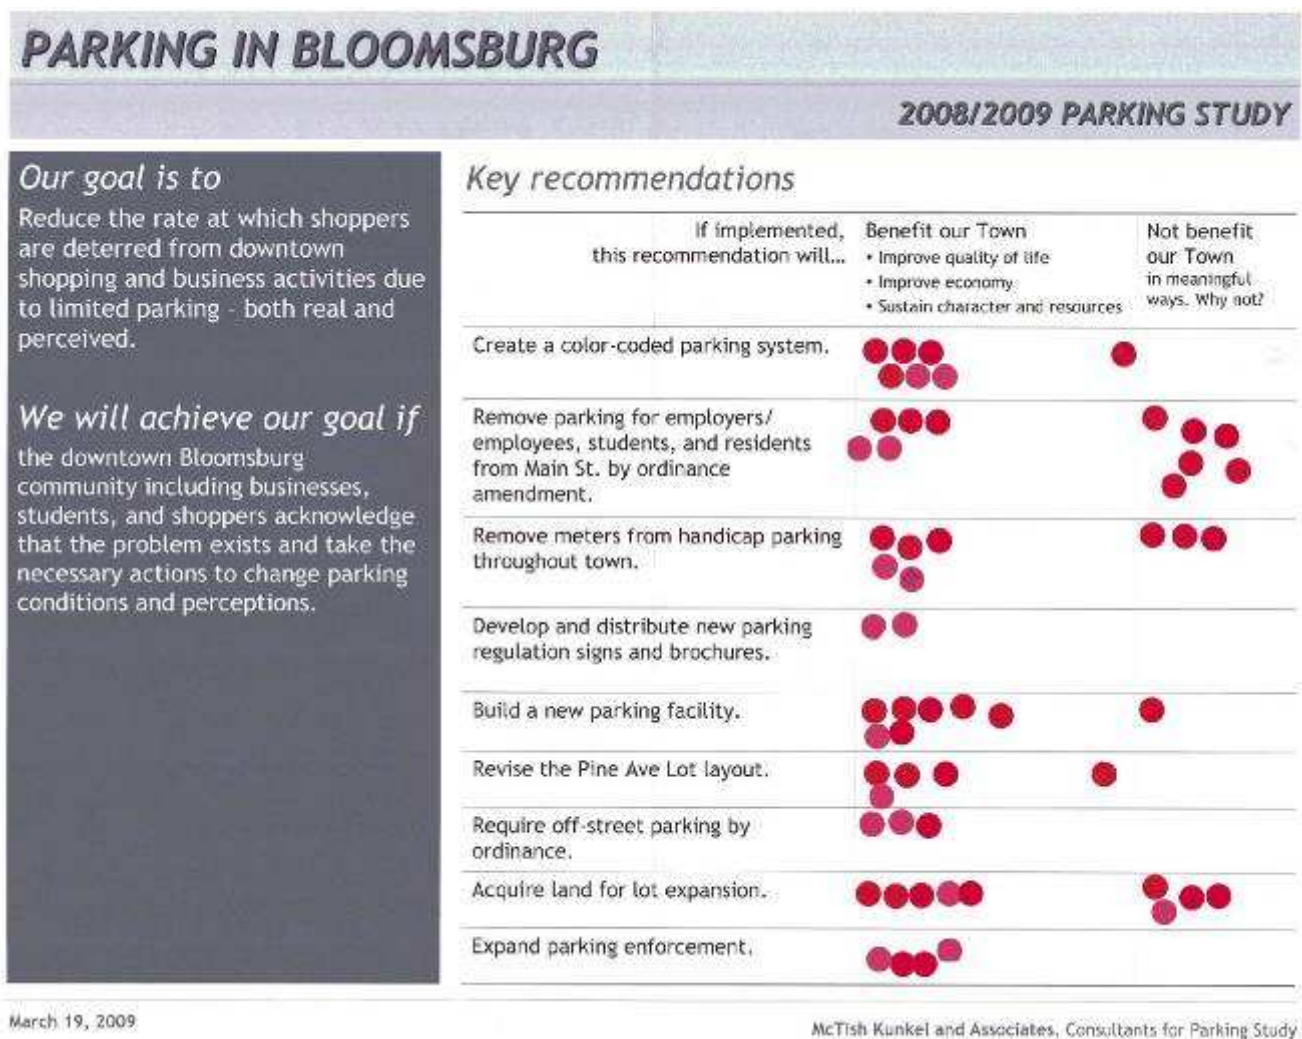 PARKING IN BLOOMSBURG
2008/2009 PARKING STUDY
Our goal is to
Reduce the rate at which shoppers
are deterred from downtown
shopping and business activities due
to limited parking - both real and
perceived.
We will achieve our goal if
the downtown Bloomsburg
community including businesses,
students, and shoppers acknowledge
that the problem exists and take the
necessary actions to change parking
conditions and perceptions.
Key recommendations
If implemented,
this recommendation will...
Benefit our Town
• Improve quality of life
• Improve economy
• Sustain character and resources
Not benefit
our Town
in meaningful
ways. Why not?
Create a color-coded parking system.
Remove parking for employers/
employees, students, and residents
from Main St. by ordinance
amendment.
Remove meters from handicap parking
throughout town.
Develop and distribute new parking
regulation signs and brochures.
Build a new parking facility.
Revise the Pine Ave Lot layout.
Require off-street parking by
ordinance.
Acquire land for lot expansion.
Expand parking enforcement.
March 19, 2009
McTish Kunkel and Associates, Consultants for Parking Study